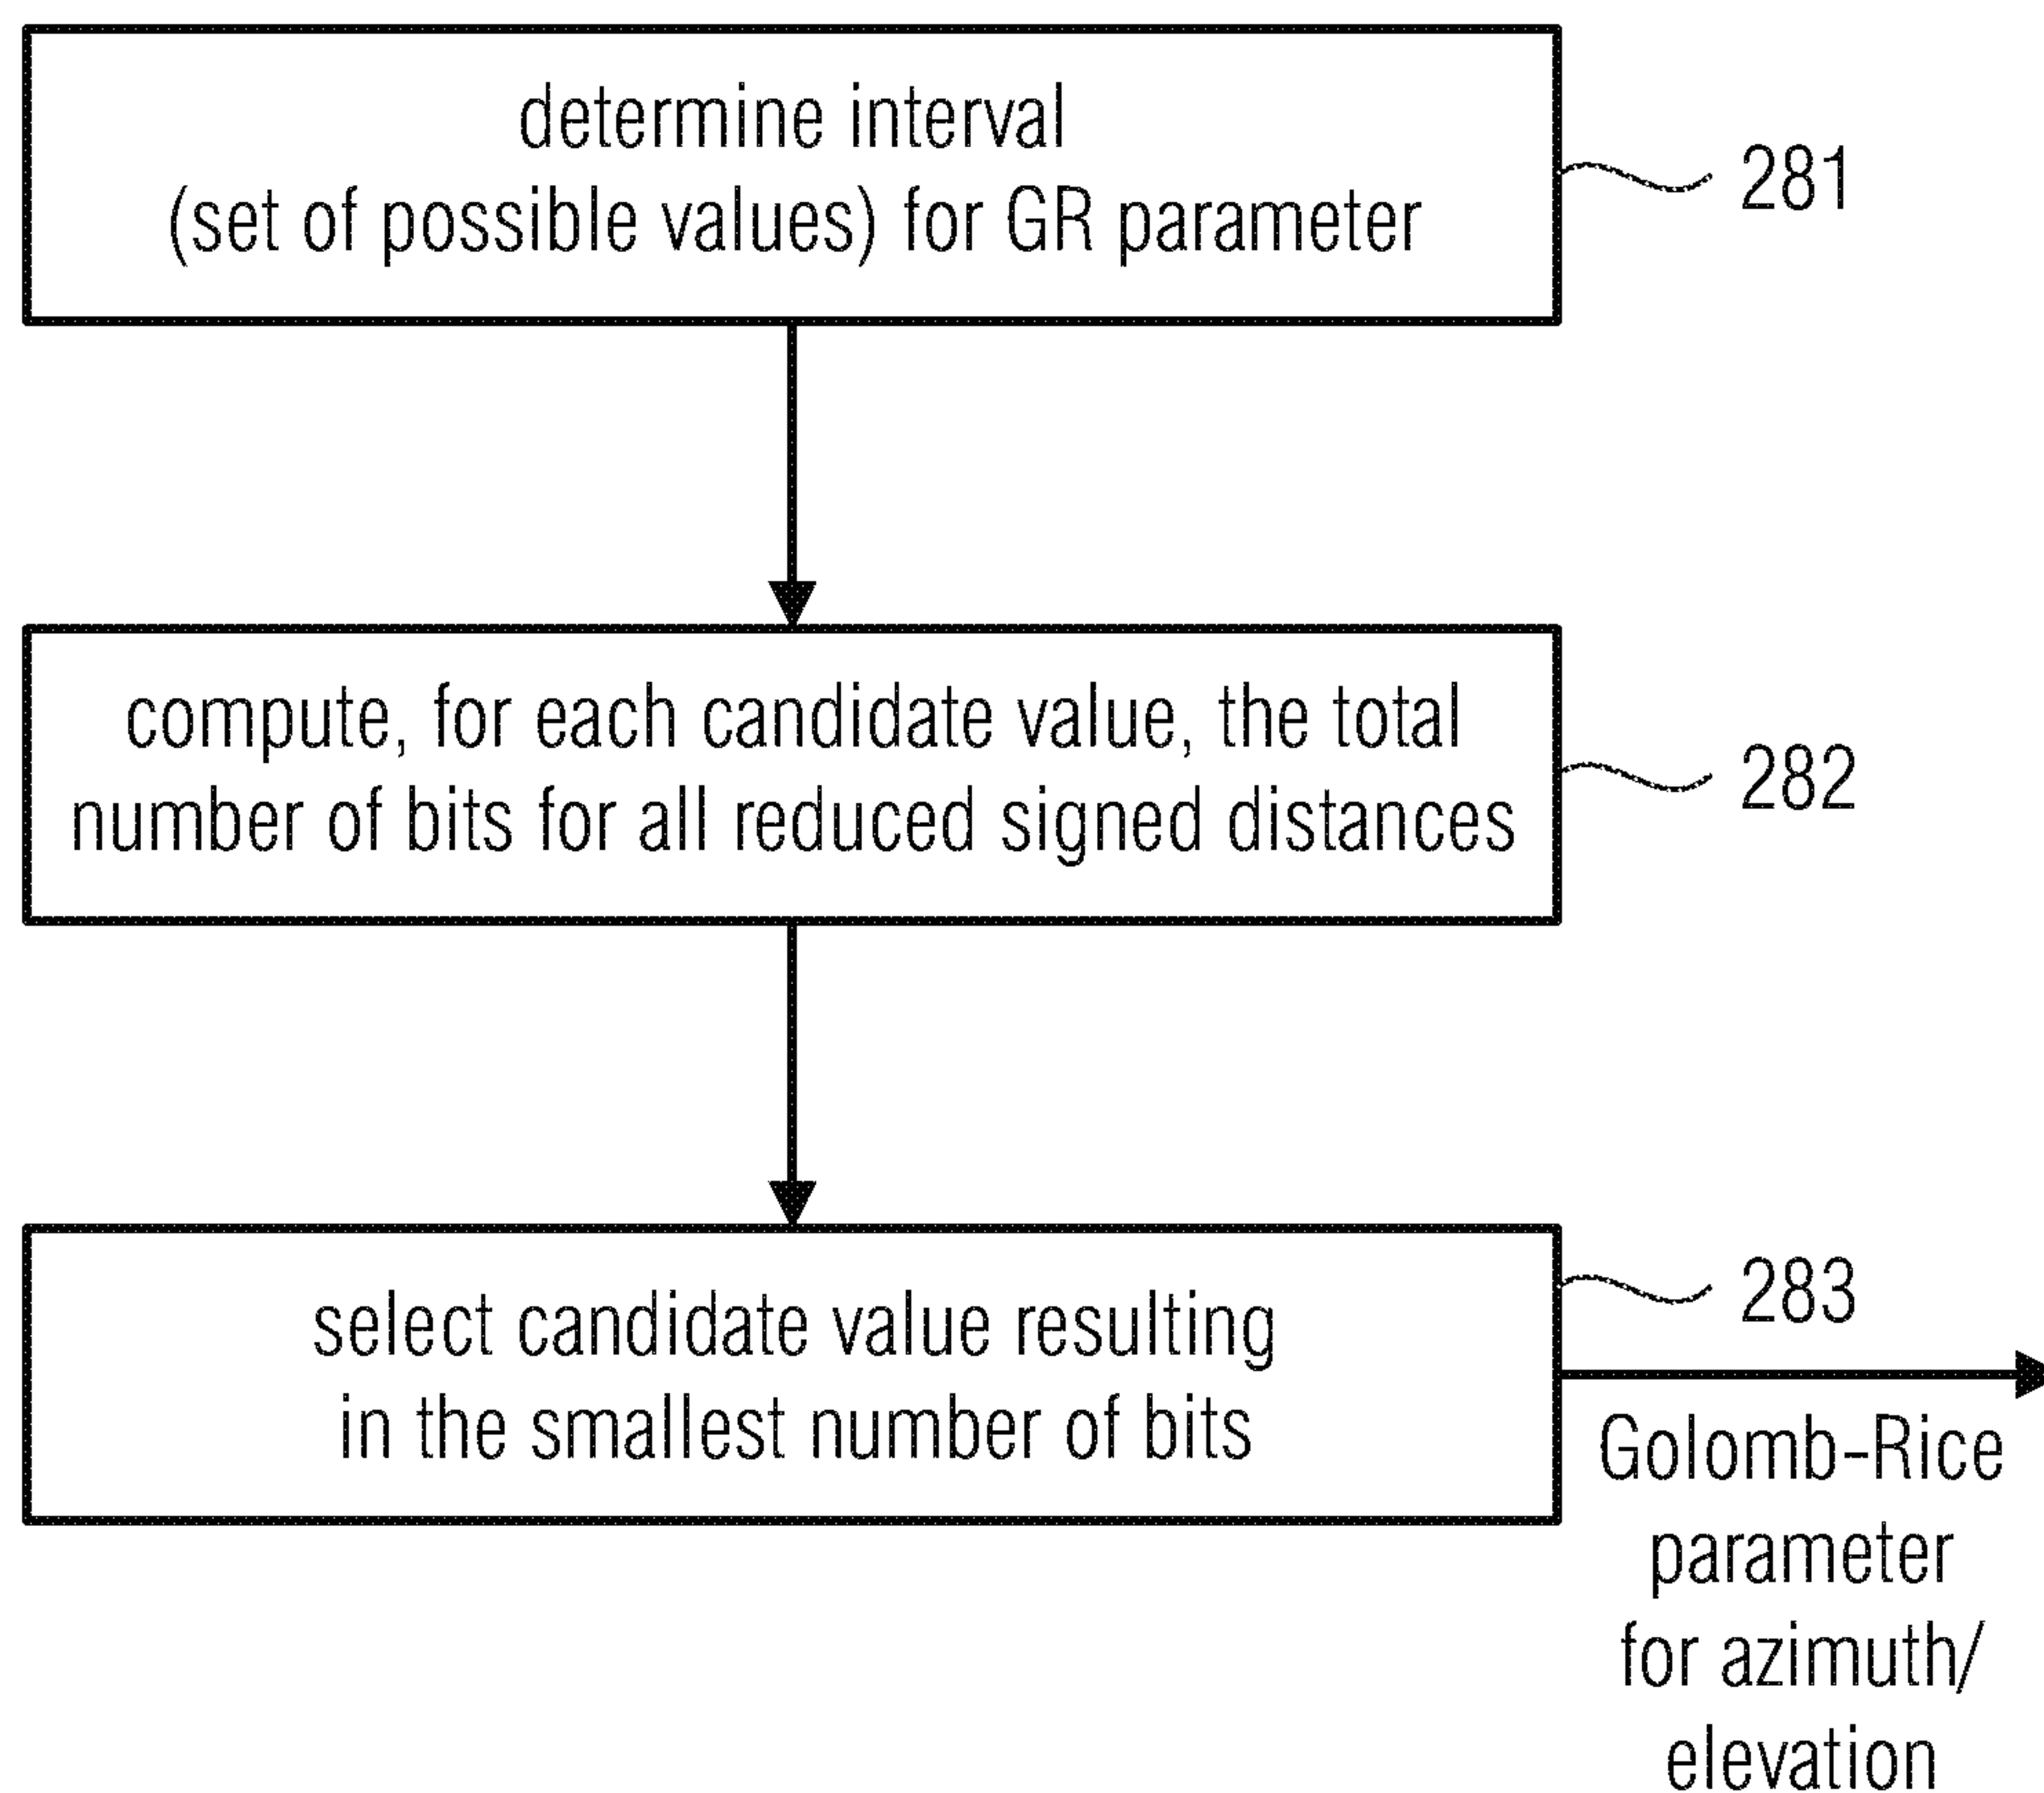 determine interval
(set of possible values) for GR parameter
281
compute, for each candidate value, the total
number of bits for all reduced signed distances
282
select candidate value resulting
in the smallest number of bits
283
Golomb-Rice
parameter
for azimuth/
elevation